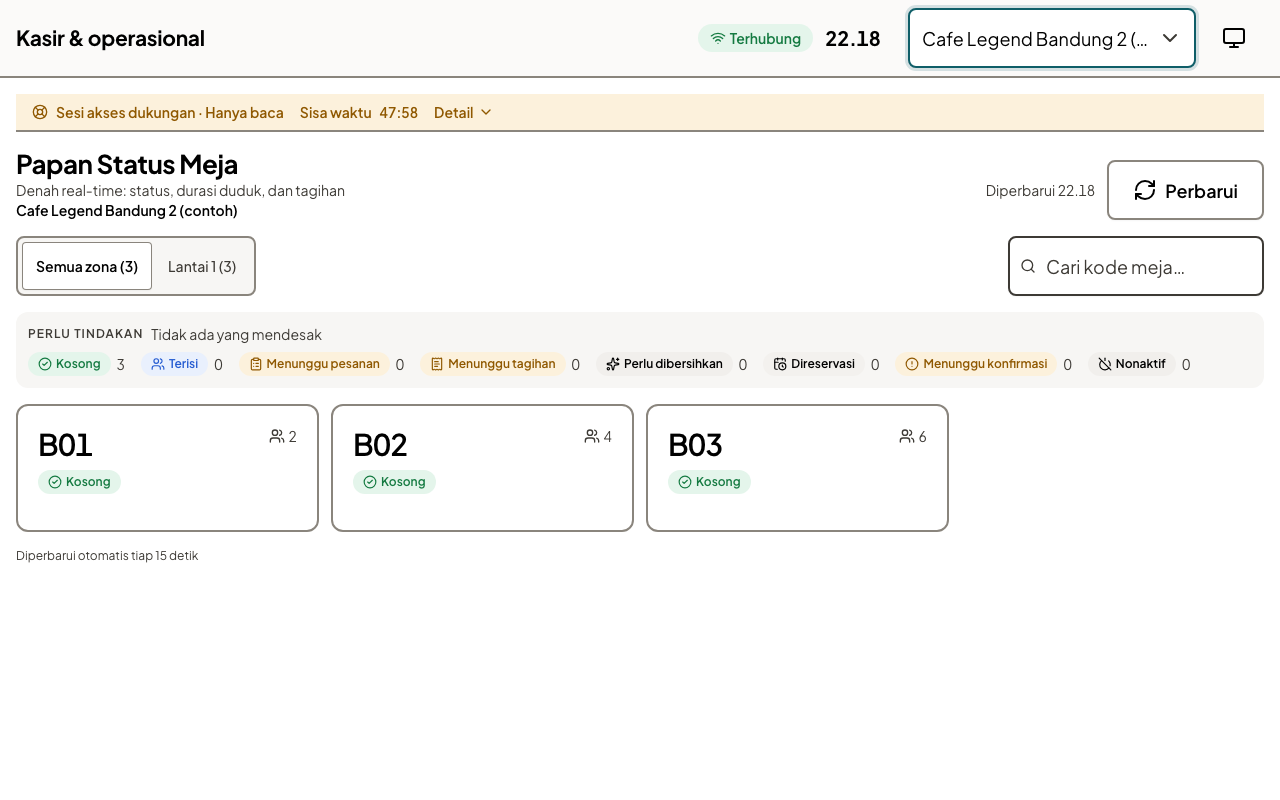 Kasir & operasional
Terhubung 22.18 Cafe Legend Bandung 2 (...
Sesi akses dukungan · Hanya baca Sisa waktu 47:58 Detail
Papan Status Meja
Denah real-time: status, durasi duduk, dan tagihan
Cafe Legend Bandung 2 (contoh)
Diperbarui 22.18 Perbarui
Semua zona (3) Lantai 1 (3)
Cari kode meja...
PERLU TINDAKAN Tidak ada yang mendesak
Kosong 3 Terisi 0 Menunggu pesanan 0 Menunggu tagihan 0 Perlu dibersihkan 0 Direservasi 0 Menunggu konfirmasi 0 Nonaktif 0
B01 2
Kosong
B02 4
Kosong
B03 6
Kosong
Diperbarui otomatis tiap 15 detik